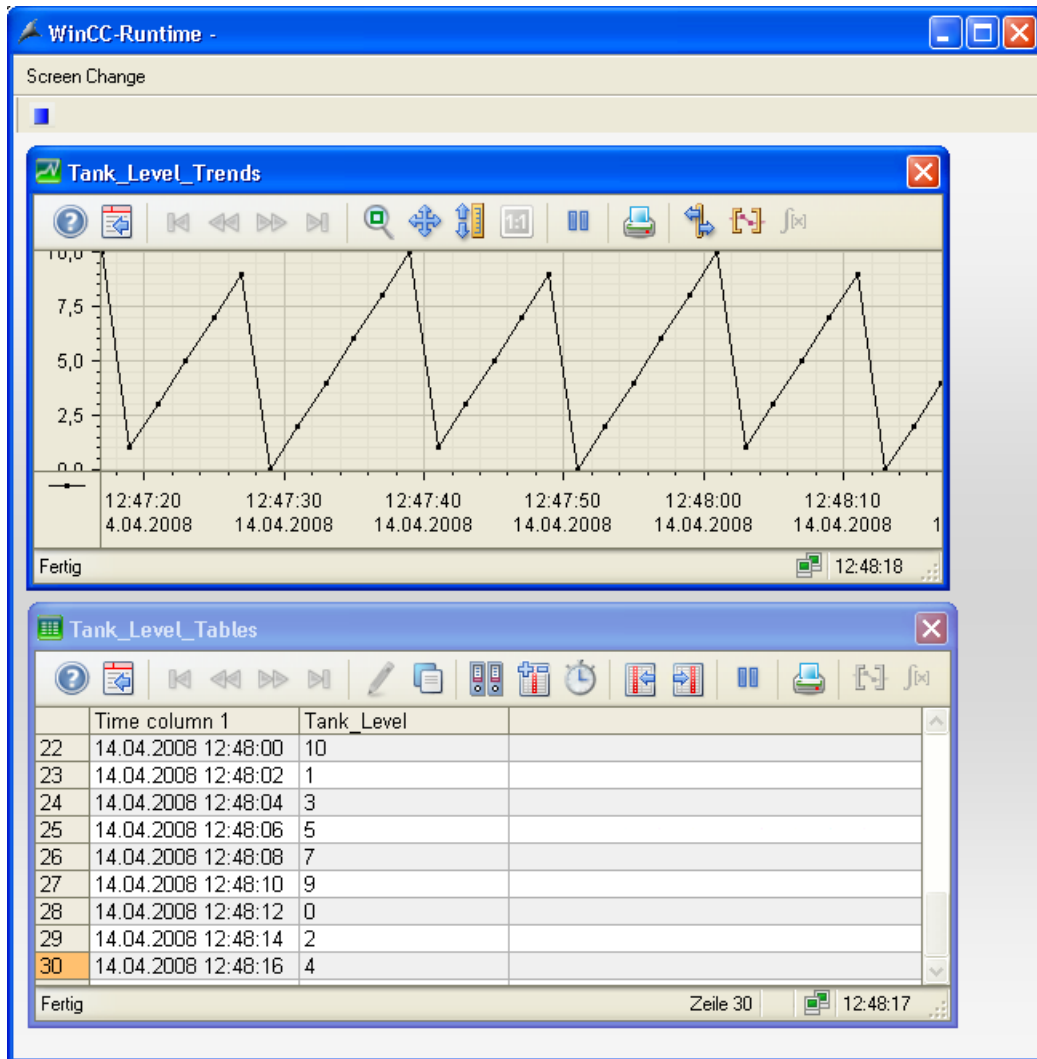 WinCC-Runtime -
Screen Change
Tank_Level_Trends
1:1
10,0
7,5
5,0
2,5
0,0
12:47:20 12:47:30 12:47:40 12:47:50 12:48:00 12:48:10
4.04.2008 14.04.2008 14.04.2008 14.04.2008 14.04.2008 14.04.2008 1
Fertig 12:48:18
Tank_Level_Tables
Time column 1 Tank_Level
22 14.04.2008 12:48:00 10
23 14.04.2008 12:48:02 1
24 14.04.2008 12:48:04 3
25 14.04.2008 12:48:06 5
26 14.04.2008 12:48:08 7
27 14.04.2008 12:48:10 9
28 14.04.2008 12:48:12 0
29 14.04.2008 12:48:14 2
30 14.04.2008 12:48:16 4
Fertig Zeile 30 12:48:17